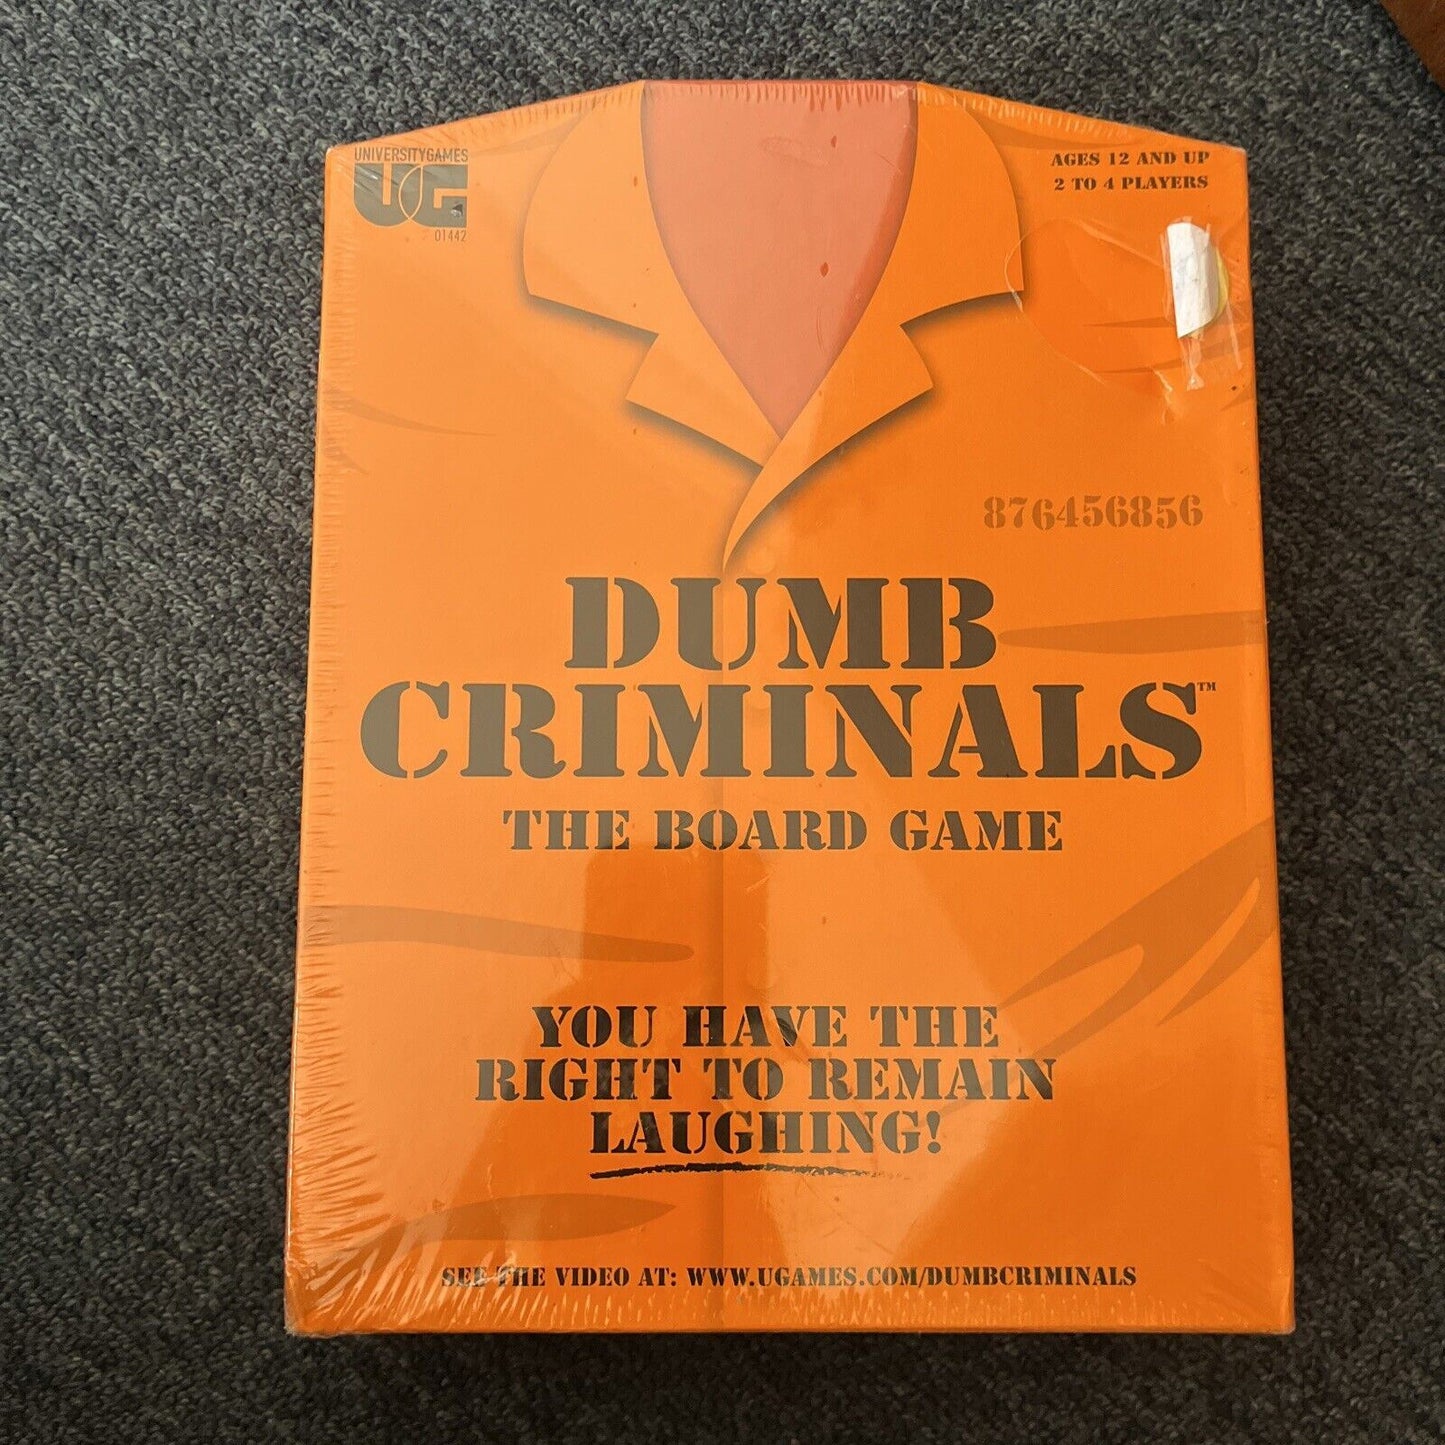 UNIVERSITYGAMES
UG
01442
AGES 12 AND UP
2 TO 4 PLAYERS
876456856
DUMB
CRIMINALS™
THE BOARD GAME
YOU HAVE THE
RIGHT TO REMAIN
LAUGHING!
SEE THE VIDEO AT: WWW.UGAMES.COM/DUMBCRIMINALS